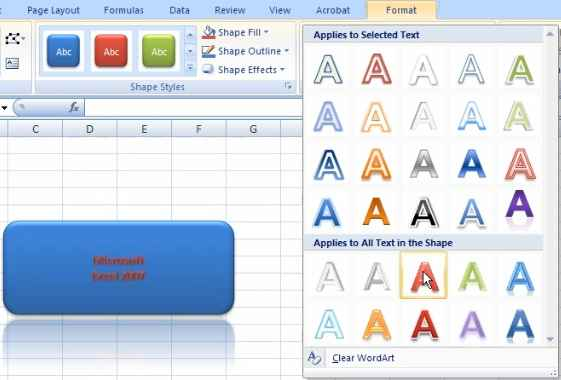 Page Layout Formulas Data Review View Acrobat Format
Abc Abc Abc
Shape Fill
Shape Outline
Shape Effects
Shape Styles
fx
C D E F G
Microsoft
Excel 2007
Applies to Selected Text
A A A A A
A A A A A
A A A A A
A A A A A
Applies to All Text in the Shape
A A A A A
A A A A A
Clear WordArt